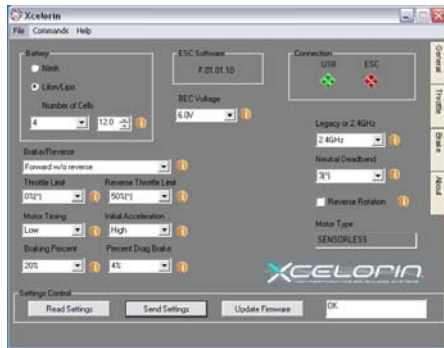 Xcelorin
File Commands Help
Battery
Nimh
LiIon/Lipo
Number of Cells
4 12.0
ESC Software
F.01.01.10
BEC Voltage
6.0V
Connection
USB ESC
Legacy or 2.4GHz
2.4GHz
Neutral Deadband
3(*)
Reverse Rotation
Motor Type
SENSORLESS
Brake/Reverse
Forward w/o reverse
Throttle Limit Reverse Throttle Limit
0%(*) 50%(*)
Motor Timing Initial Acceleration
Low High
Braking Percent Percent Drag Brake
20% 4%
General
Throttle
Brake
About
XCELORIN
Settings Control
Read Settings Send Settings Update Firmware OK